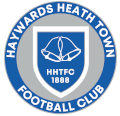 HAYWARDS HEATH TOWN
HHTFC
1888
FOOTBALL CLUB